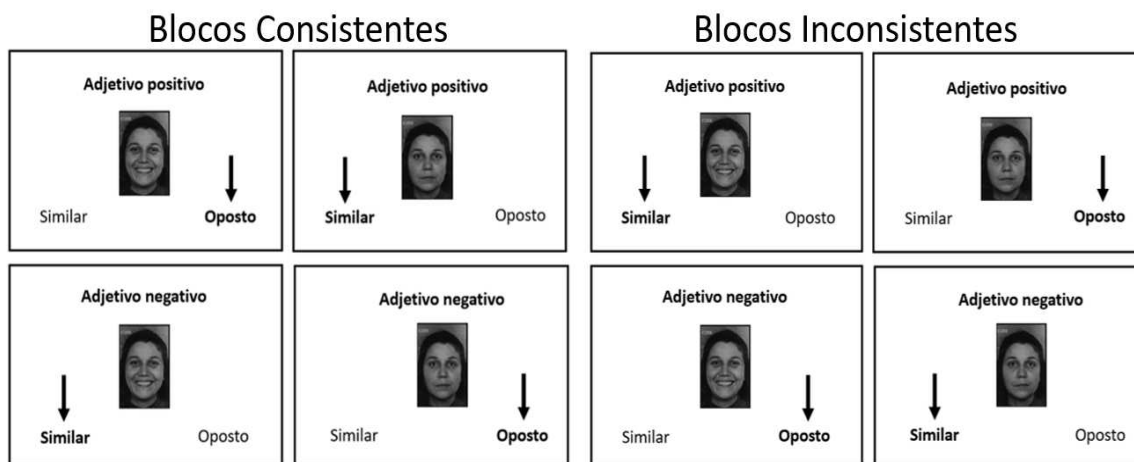 Blocos Consistentes
Blocos Inconsistentes
Adjetivo positivo
Similar
Oposto
Adjetivo positivo
Similar
Oposto
Adjetivo positivo
Similar
Oposto
Adjetivo positivo
Similar
Oposto
Adjetivo negativo
Similar
Oposto
Adjetivo negativo
Similar
Oposto
Adjetivo negativo
Similar
Oposto
Adjetivo negativo
Similar
Oposto